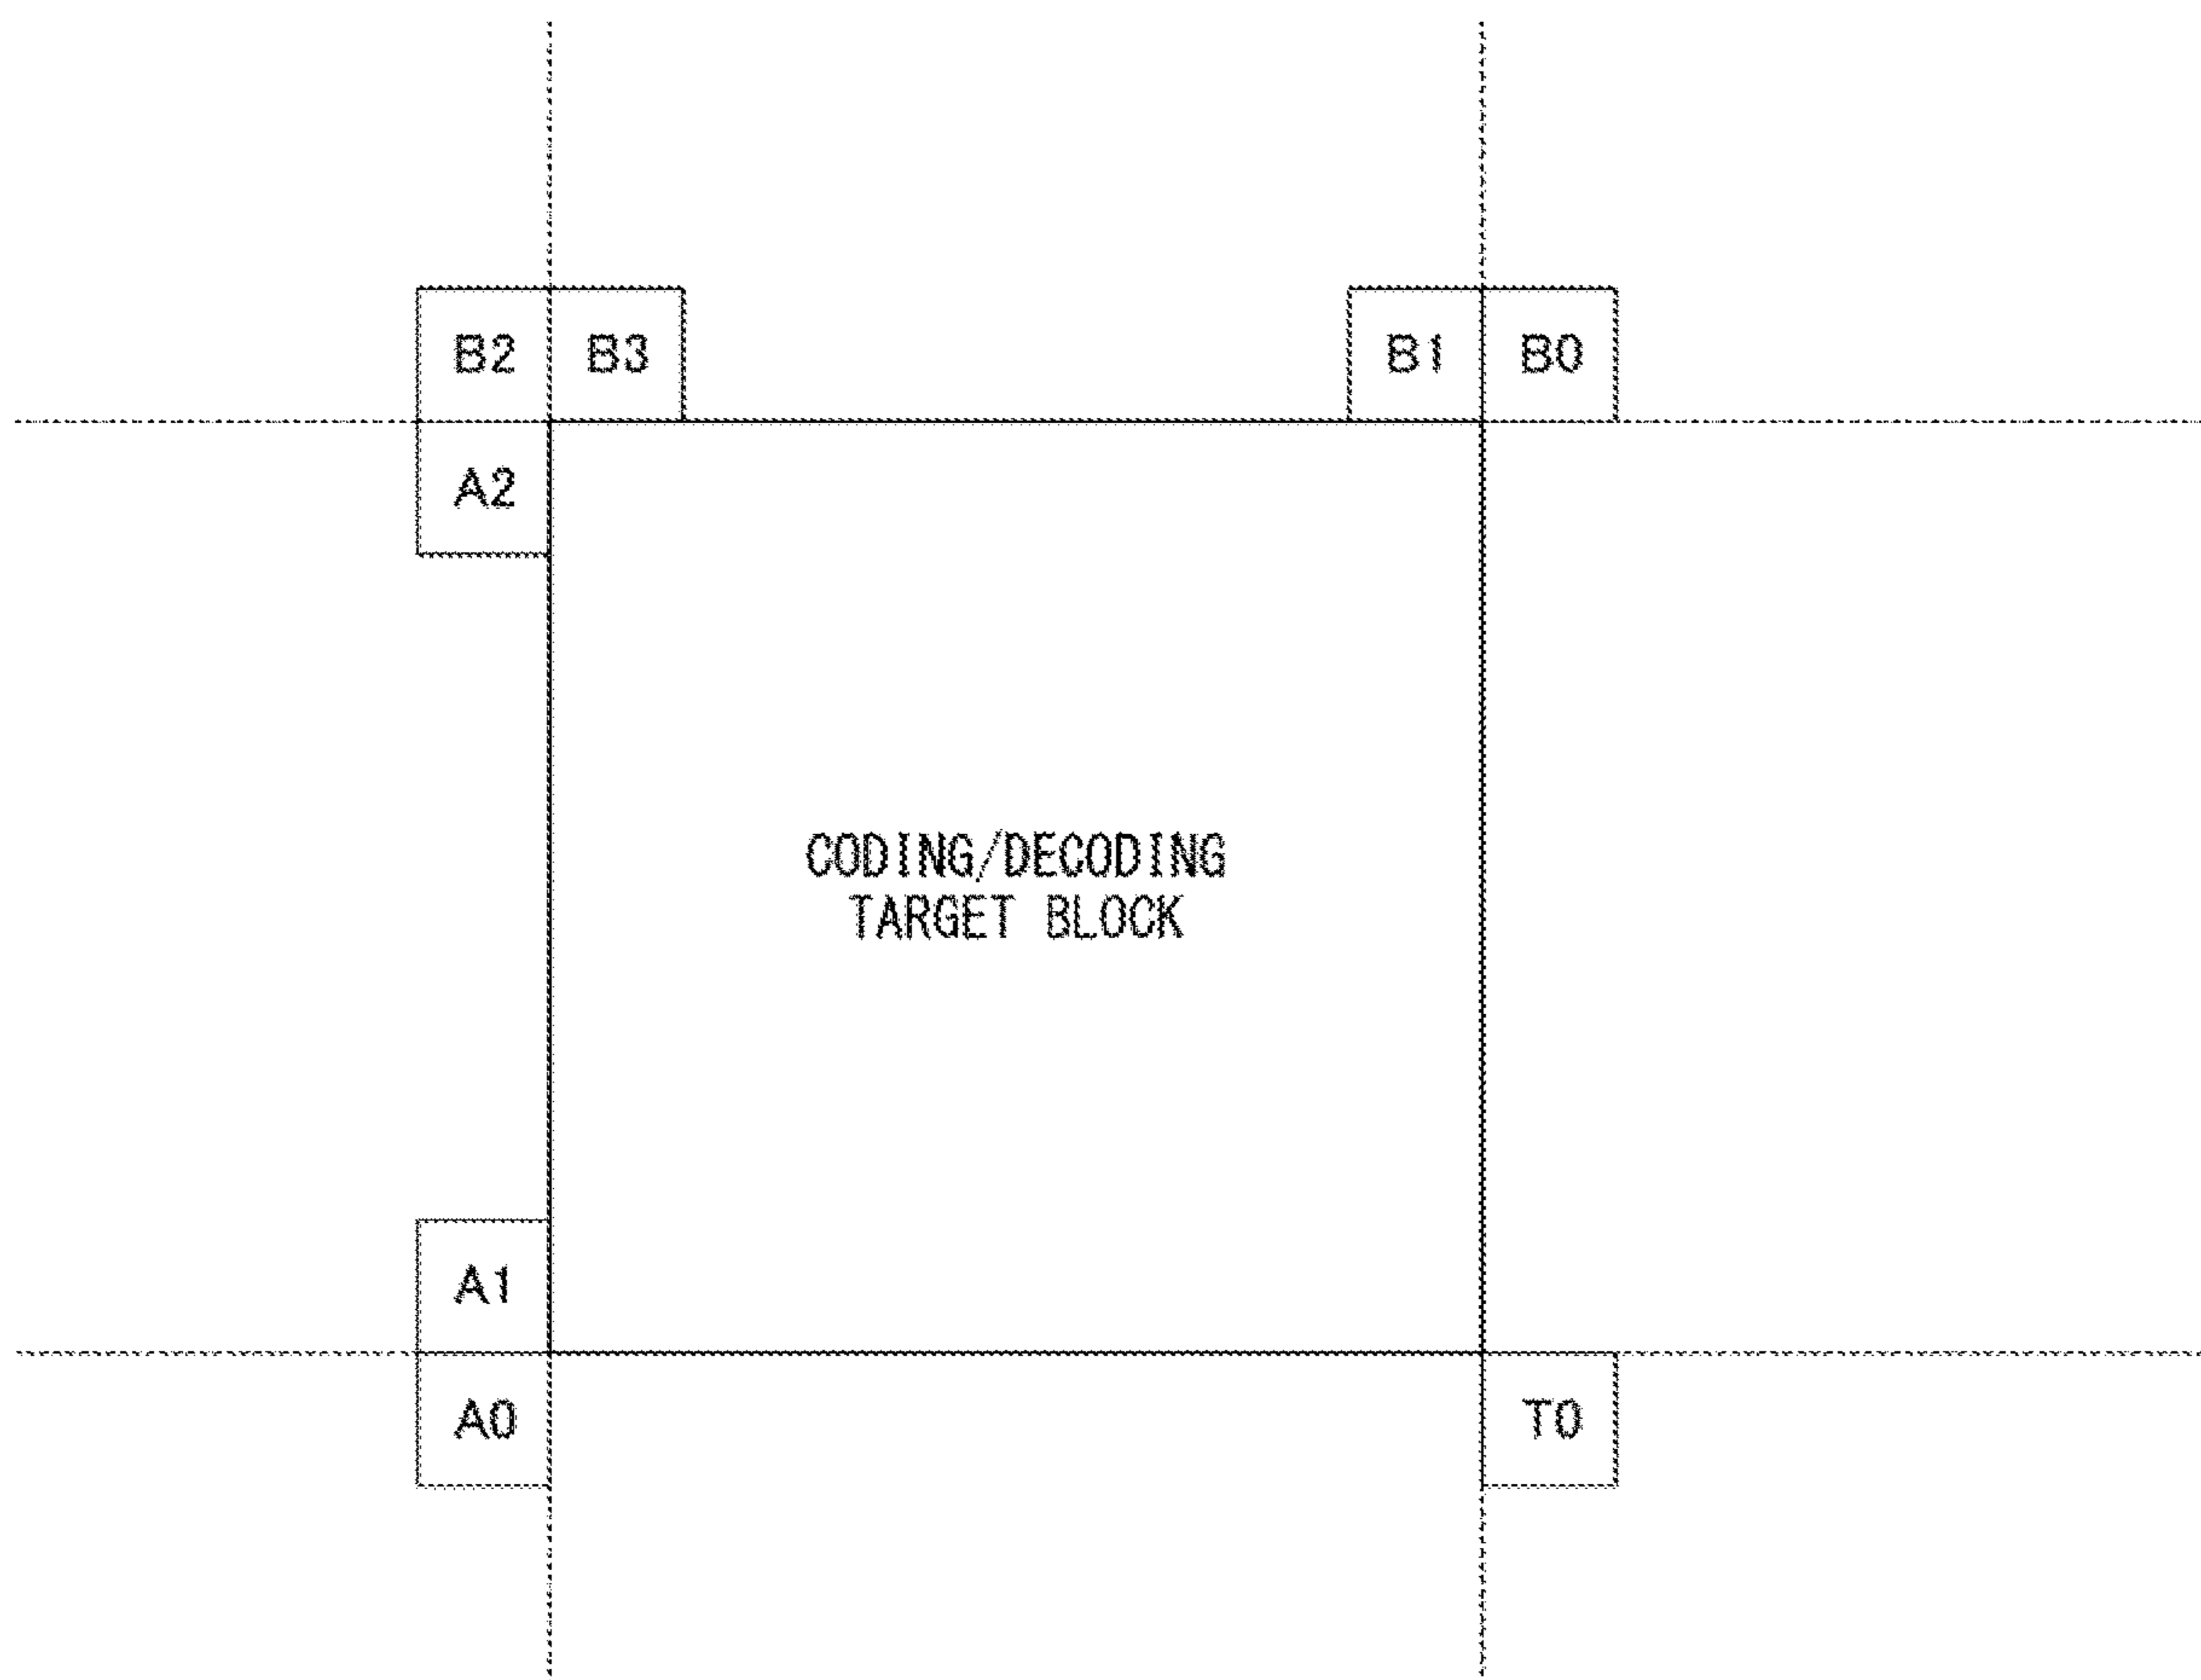 B2 B3 B1 B0
A2
CODING/DECODING
TARGET BLOCK
A1
A0 T0